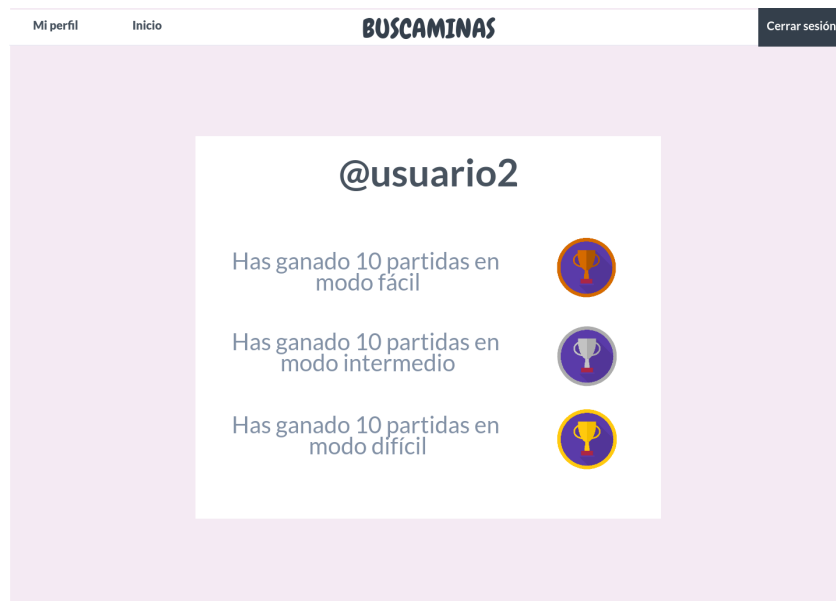 Mi perfil
Inicio
BUSCAMINAS
Cerrar sesión
@usuario2
Has ganado 10 partidas en
modo fácil
Has ganado 10 partidas en
modo intermedio
Has ganado 10 partidas en
modo difícil